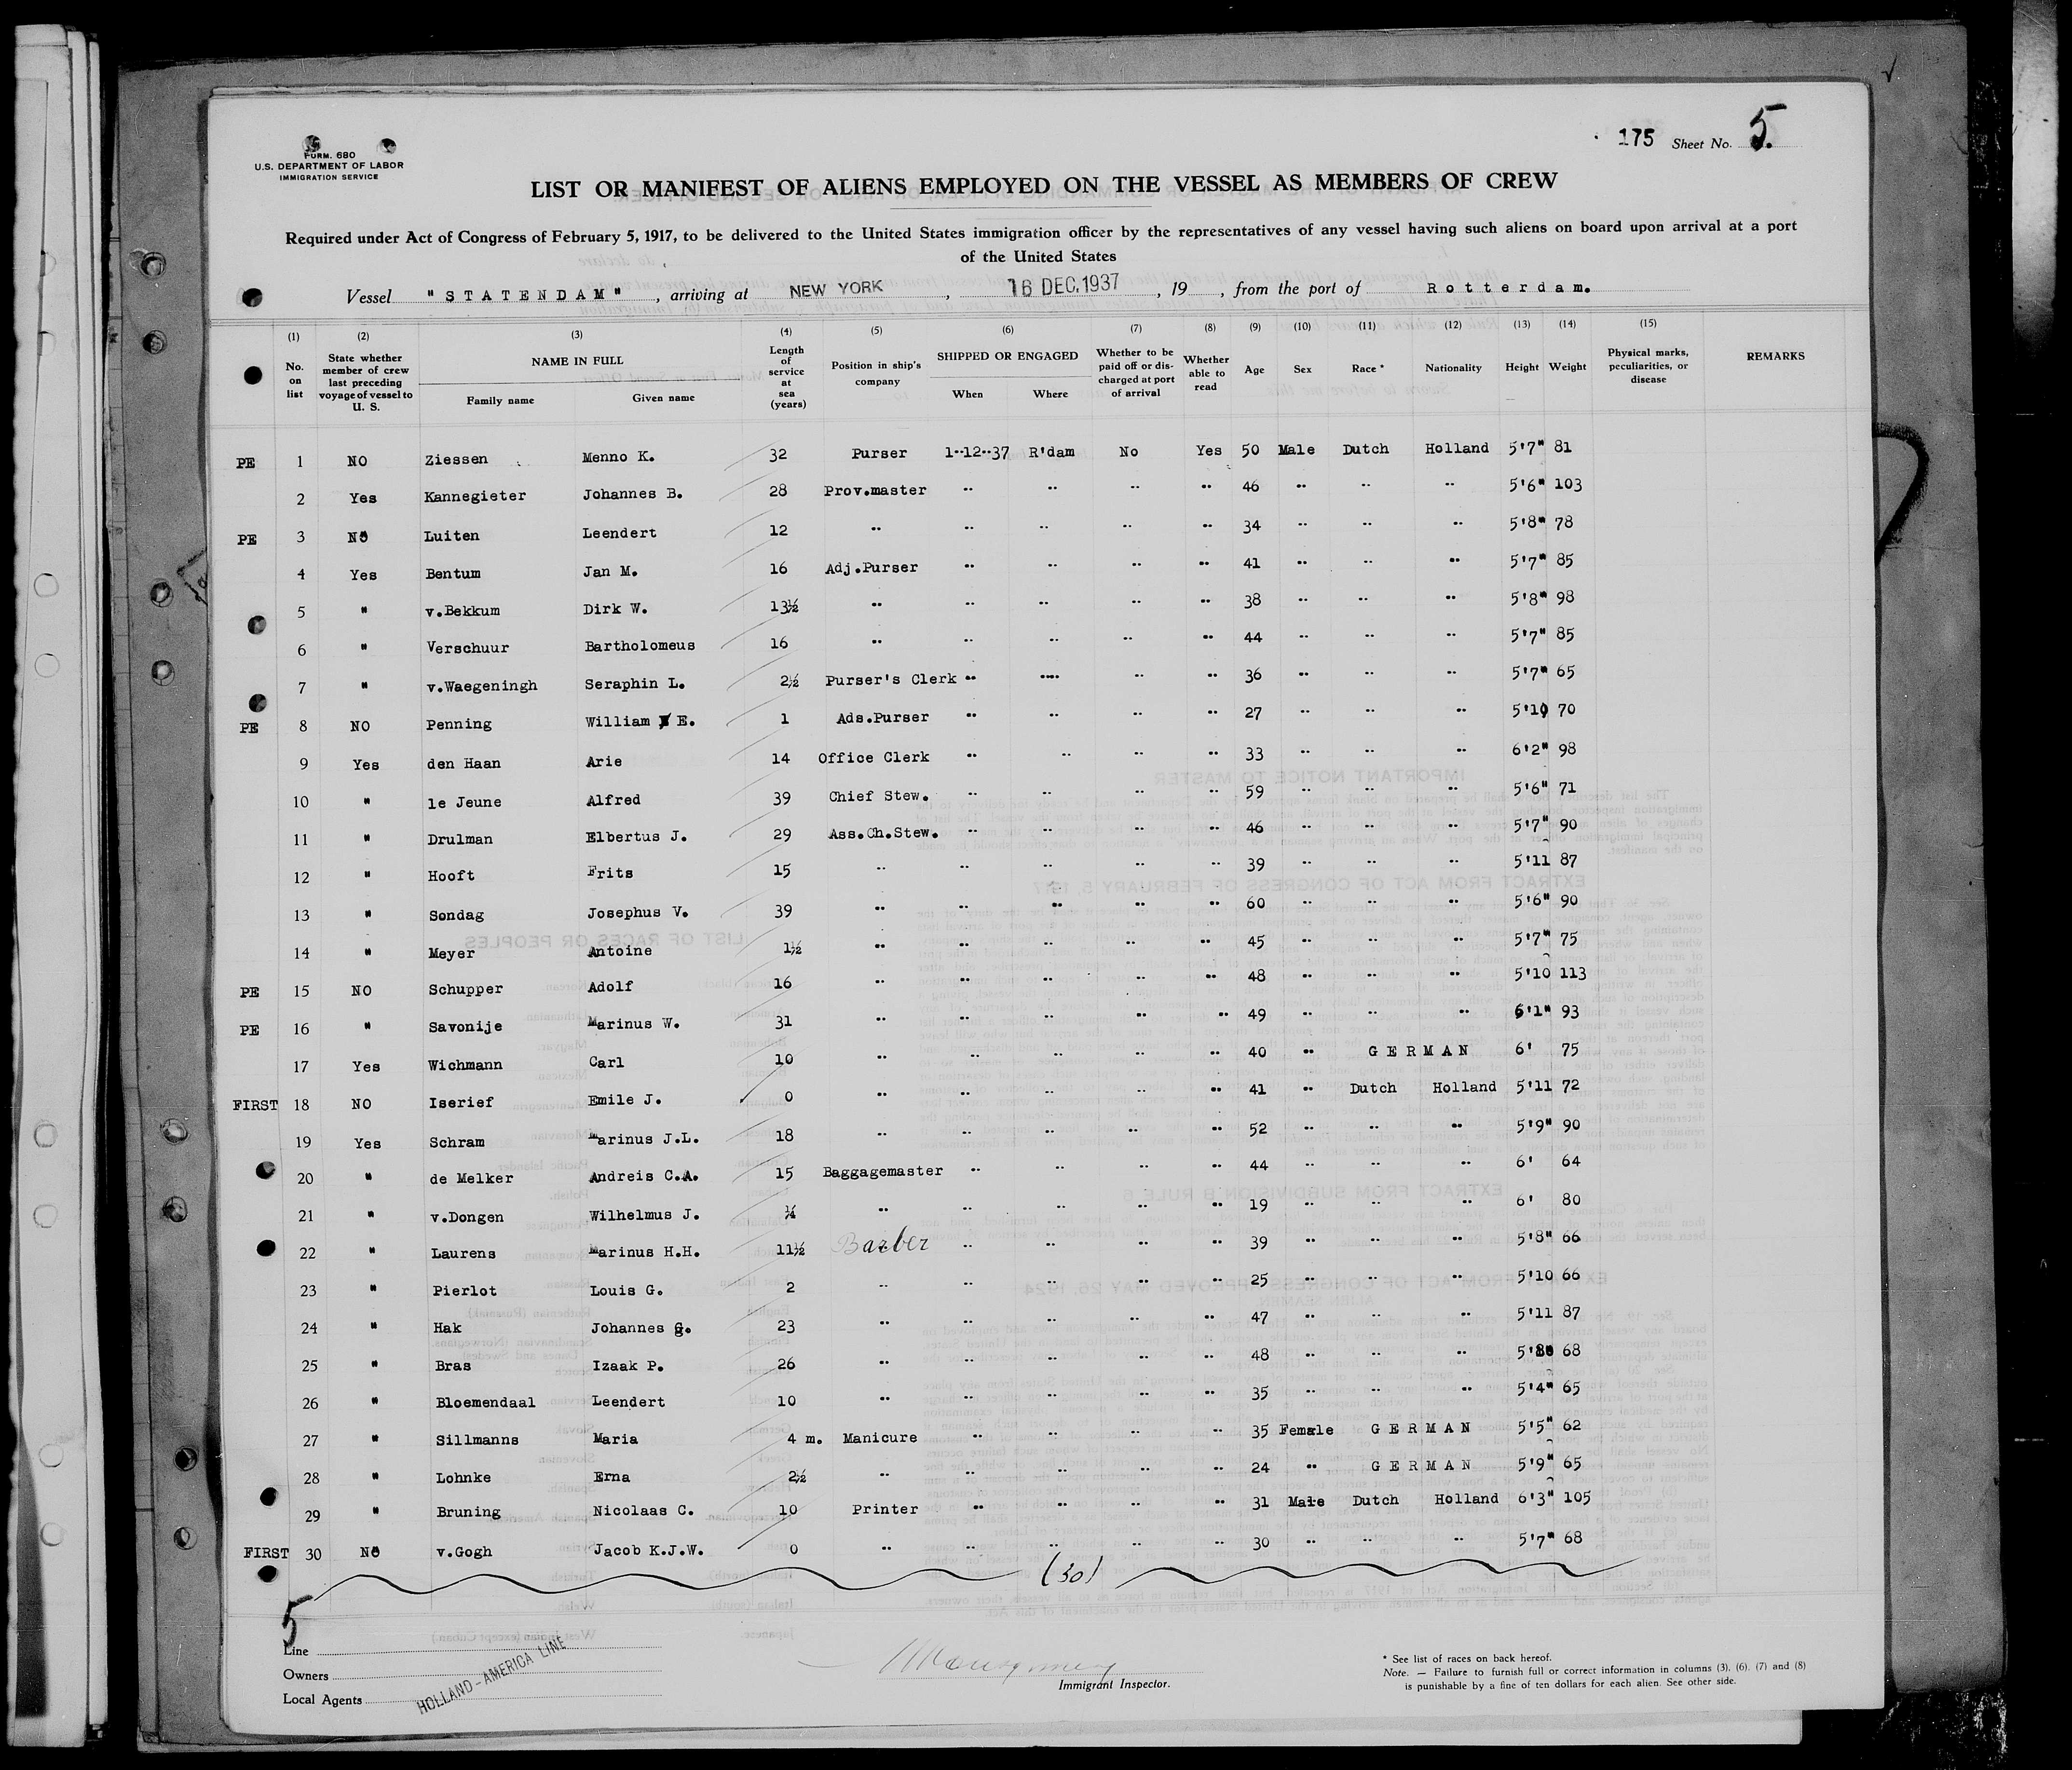 175 Sheet No. 5.
FORM. 680
U.S. DEPARTMENT OF LABOR
IMMIGRATION SERVICE
LIST OR MANIFEST OF ALIENS EMPLOYED ON THE VESSEL AS MEMBERS OF CREW
Required under Act of Congress of February 5, 1917, to be delivered to the United States immigration officer by the representatives of any vessel having such aliens on board upon arrival at a port
of the United States
Vessel "STATENDAM", arriving at NEW YORK, 16 DEC.1937, 19 , from the port of Rotterdam.
(1) (2) (3) (4) (5) (6) (7) (8) (9) (10) (11) (12) (13) (14) (15)
No. on list State whether member of crew last preceding voyage of vessel to U. S. NAME IN FULL Family name Given name Length of service at sea (years) Position in ship's company SHIPPED OR ENGAGED When Where Whether to be paid off or discharged at port of arrival Whether able to read Age Sex Race * Nationality Height Weight Physical marks, peculiarities, or disease REMARKS
PE 1 NO Ziessen Menno K. 32 Purser 1-12-37 R'dam No Yes 50 Male Dutch Holland 5'7" 81
2 Yes Kannegieter Johannes B. 28 Prov.master " " " " 46 " " " 5'6" 103
PE 3 NO Luiten Leendert 12 " " " " " 34 " " " 5'8" 78
4 Yes Bentum Jan M. 16 Adj.Purser " " " " 41 " " " 5'7" 85
5 " v.Bekkum Dirk W. 13½ " " " " " 38 " " " 5'8" 98
6 " Verschuur Bartholomeus 16 " " " " " 44 " " " 5'7" 85
7 " v.Waegeningh Seraphin L. 2½ Purser's Clerk " " " " 36 " " " 5'7" 65
PE 8 NO Penning William E. 1 Ads.Purser " " " " 27 " " " 5'10 70
9 Yes den Haan Arie 14 Office Clerk " " " " 33 " " " 6'2" 98
10 " le Jeune Alfred 39 Chief Stew. " " " " 59 " " " 5'6" 71
11 " Drulman Elbertus J. 29 Ass.Ch.Stew. " " " " 46 " " " 5'7" 90
12 " Hooft Frits 15 " " " " " 39 " " " 5'11 87
13 " Sondag Josephus V. 39 " " " " " 60 " " " 5'6" 90
14 " Meyer Antoine 1½ " " " " " 45 " " " 5'7" 75
PE 15 NO Schupper Adolf 16 " " " " " 48 " " " 5'10 113
PE 16 " Savonije Marinus W. 31 " " " " " 49 " " " 6'1" 93
17 Yes Wichmann Carl 10 " " " " " 40 " GERMAN 6' 75
FIRST 18 NO Iserief Emile J. 0 " " " " " 41 " Dutch Holland 5'11 72
19 Yes Schram Marinus J.L. 18 " " " " " 52 " " " 5'9" 90
20 " de Melker Andreis C.A. 15 Baggagemaster " " " " 44 " " " 6' 64
21 " v.Dongen Wilhelmus J. ¼ " " " " " 19 " " " 6' 80
22 " Laurens Marinus H.H. 11½ Barber " " " " 39 " " " 5'8" 66
23 " Pierlot Louis G. 2 " " " " " 25 " " " 5'10 66
24 " Hak Johannes G. 23 " " " " " 47 " " " 5'11 87
25 " Bras Izaak P. 26 " " " " " 48 " " " 5'8" 68
26 " Bloemendaal Leendert 10 " " " " " 35 " " " 5'4" 65
27 " Sillmanns Maria 4 m. Manicure " " " " 35 Female GERMAN 5'5" 62
28 " Lohnke Erna 2½ " " " " " 24 " GERMAN 5'9" 65
29 " Bruning Nicolaas C. 10 Printer " " " " 31 Male Dutch Holland 6'3" 105
FIRST 30 NO v.Gogh Jacob K.J.W. 0 " " " " " 30 " " " 5'7" 68
(30)
5
Line
Owners
Local Agents
HOLLAND-AMERICA LINE
Immigrant Inspector.
* See list of races on back hereof.
Note. — Failure to furnish full or correct information in columns (3), (6), (7) and (8)
is punishable by a fine of ten dollars for each alien. See other side.